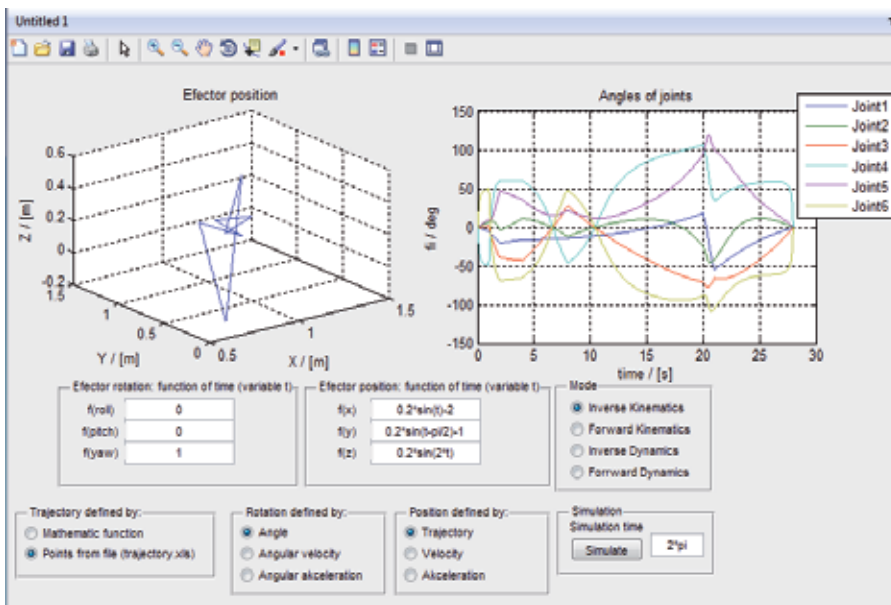 Untitled 1
Efector position
Z / [m]
0.6
0.4
0.2
0
-0.2
1.5
1
0.5
0
Y / [m]
0.5
1
1.5
X / [m]
Angles of joints
fi / deg
150
100
50
0
-50
-100
-150
0
5
10
15
20
25
30
time / [s]
Joint1
Joint2
Joint3
Joint4
Joint5
Joint6
Efector rotation: function of time (variable t)
f(roll) 0
f(pitch) 0
f(yaw) 1
Efector position: function of time (variable t)
f(x) 0.2*sin(t)-2
f(y) 0.2*sin(t-pi/2)-1
f(z) 0.2*sin(2*t)
Mode
Inverse Kinematics
Forward Kinematics
Inverse Dynamics
Forrward Dynamics
Trajectory defined by:
Mathematic function
Points from file (trajectory.xls)
Rotation defined by:
Angle
Angular velocity
Angular akceleration
Position defined by:
Trajectory
Velocity
Akceleration
Simulation
Simulation time
Simulate 2*pi